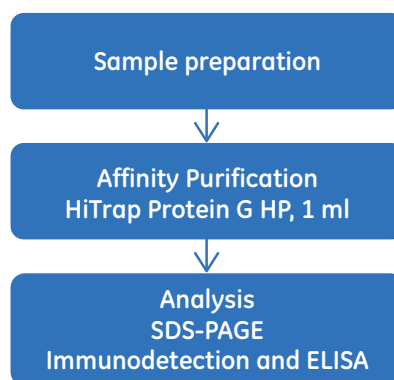 Sample preparation
Affinity Purification
HiTrap Protein G HP, 1 ml
Analysis
SDS-PAGE
Immunodetection and ELISA